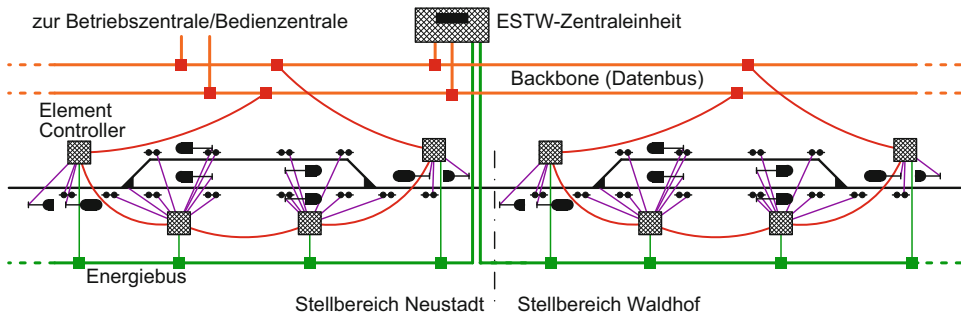 zur Betriebszentrale/Bedienzentrale
ESTW-Zentraleinheit
Backbone (Datenbus)
Element
Controller
Energiebus
Stellbereich Neustadt
Stellbereich Waldhof